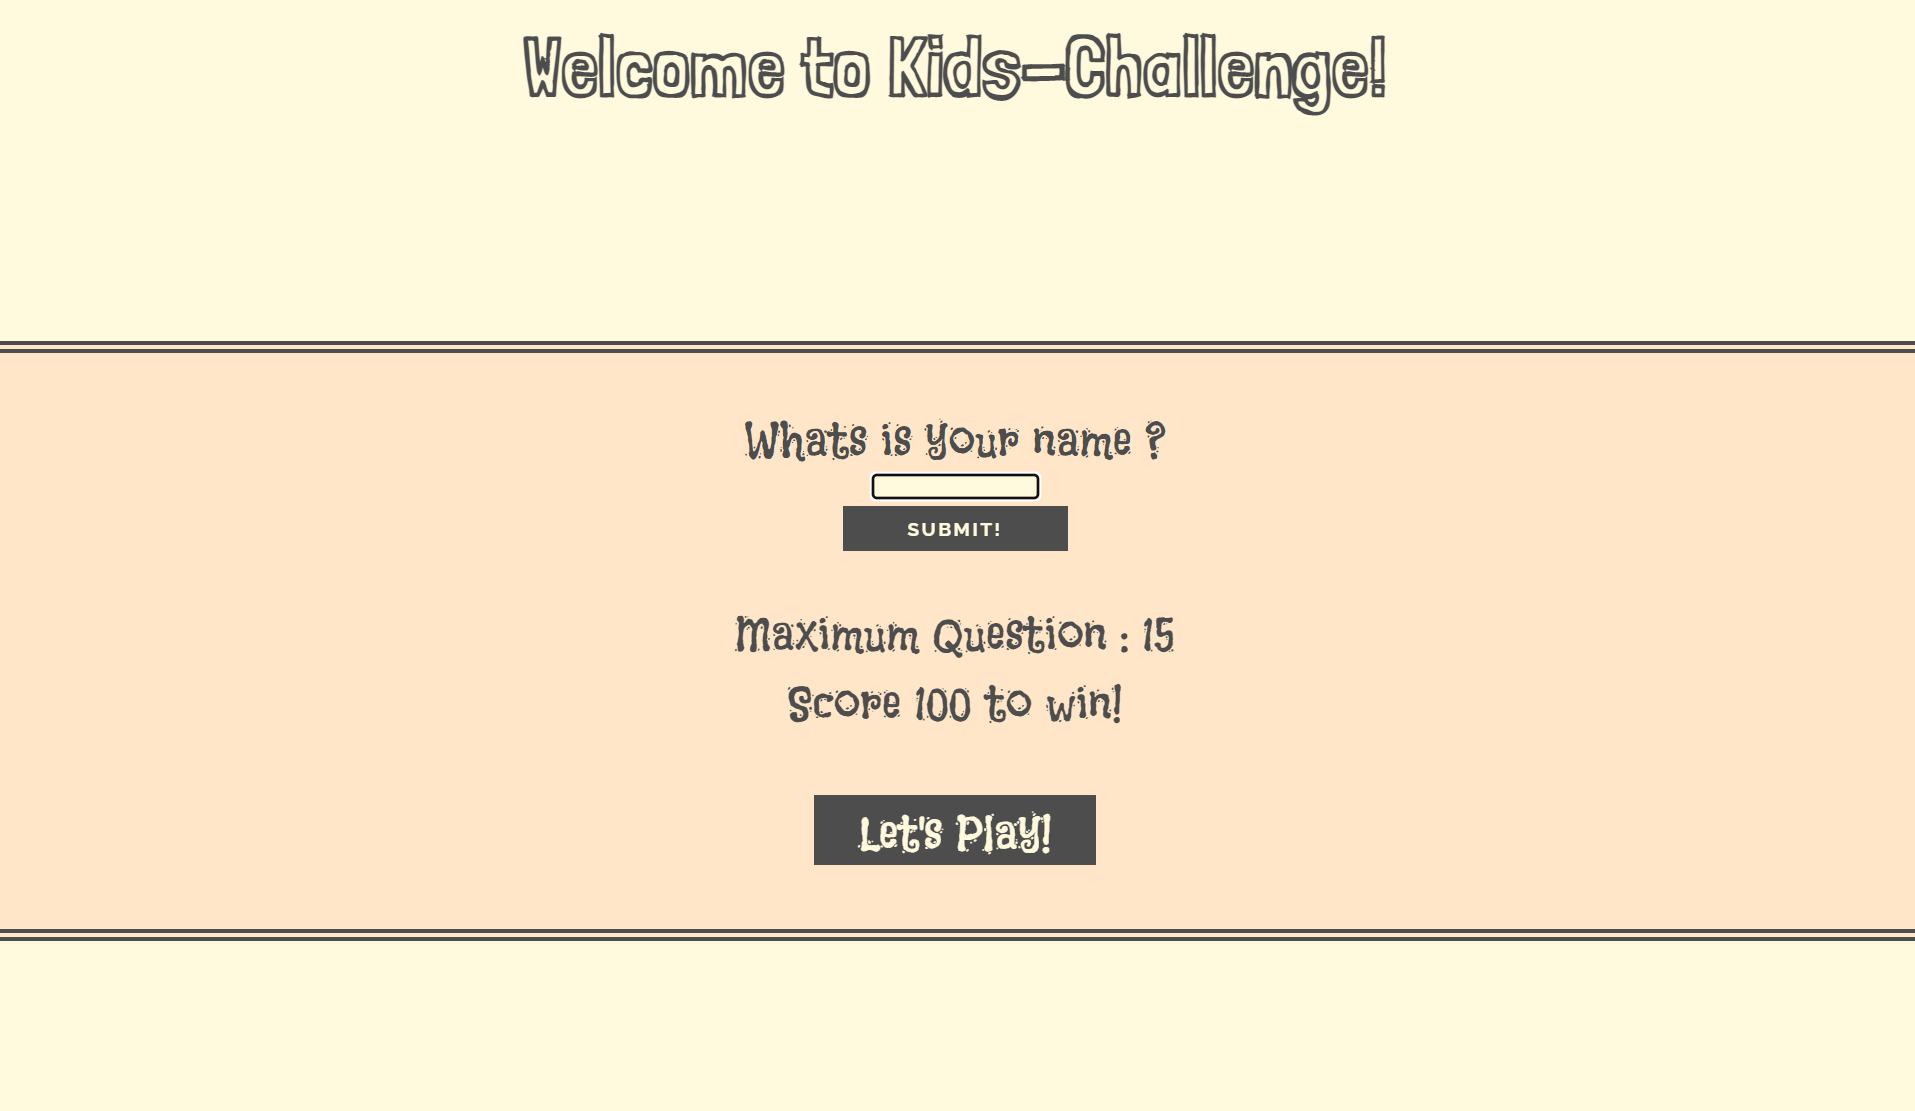 Welcome to Kids-Challenge!
Whats is your name ?
SUBMIT!
Maximum Question : 15
Score 100 to win!
Let's Play!